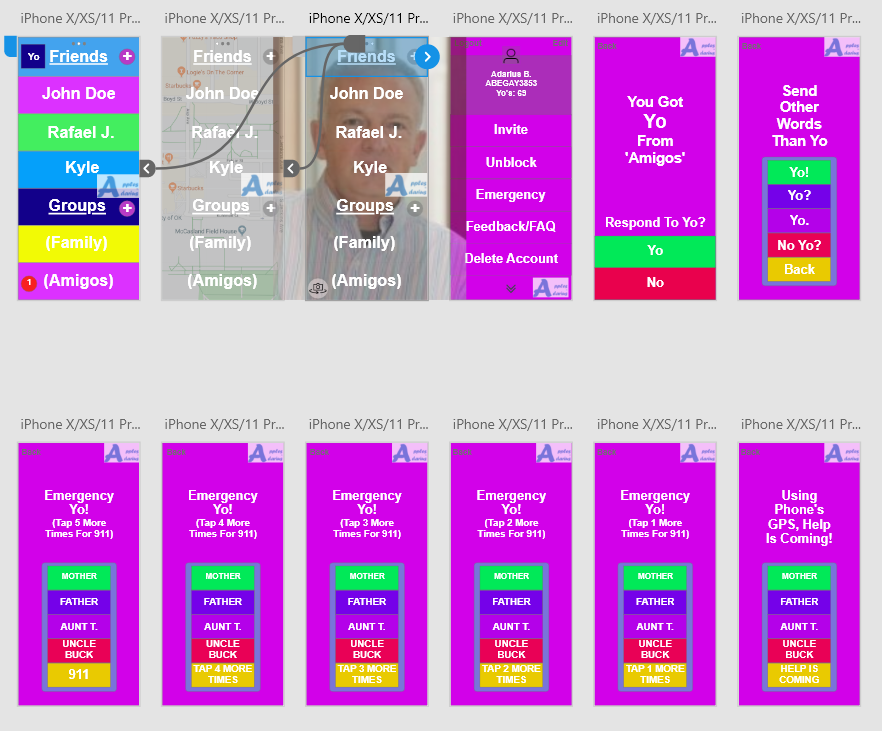 iPhone X/XS/11 Pr...
Yo
Friends
John Doe
Rafael J.
Kyle
Groups
(Family)
1
(Amigos)
iPhone X/XS/11 Pr...
Friends
John Doe
Rafael J.
Kyle
Groups
(Family)
(Amigos)
Logie's On The Corner
Starbucks
Starbucks
McCasland Field House
iPhone X/XS/11 Pr...
Friends
John Doe
Rafael J.
Kyle
Groups
(Family)
(Amigos)
iPhone X/XS/11 Pr...
Logout
Edit
Adarius B.
ABEGAY3853
Yo's: 69
Invite
Unblock
Emergency
Feedback/FAQ
Delete Account
iPhone X/XS/11 Pr...
Back
You Got
Yo
From
'Amigos'
Respond To Yo?
Yo
No
iPhone X/XS/11 Pr...
Back
Send
Other
Words
Than Yo
Yo!
Yo?
Yo.
No Yo?
Back
iPhone X/XS/11 Pr...
Back
Emergency
Yo!
(Tap 5 More
Times For 911)
MOTHER
FATHER
AUNT T.
UNCLE
BUCK
911
iPhone X/XS/11 Pr...
Back
Emergency
Yo!
(Tap 4 More
Times For 911)
MOTHER
FATHER
AUNT T.
UNCLE
BUCK
TAP 4 MORE
TIMES
iPhone X/XS/11 Pr...
Back
Emergency
Yo!
(Tap 3 More
Times For 911)
MOTHER
FATHER
AUNT T.
UNCLE
BUCK
TAP 3 MORE
TIMES
iPhone X/XS/11 Pr...
Back
Emergency
Yo!
(Tap 2 More
Times For 911)
MOTHER
FATHER
AUNT T.
UNCLE
BUCK
TAP 2 MORE
TIMES
iPhone X/XS/11 Pr...
Back
Emergency
Yo!
(Tap 1 More
Times For 911)
MOTHER
FATHER
AUNT T.
UNCLE
BUCK
TAP 1 MORE
TIMES
iPhone X/XS/11 Pr...
Back
Using
Phone's
GPS, Help
Is Coming!
MOTHER
FATHER
AUNT T.
UNCLE
BUCK
HELP IS
COMING